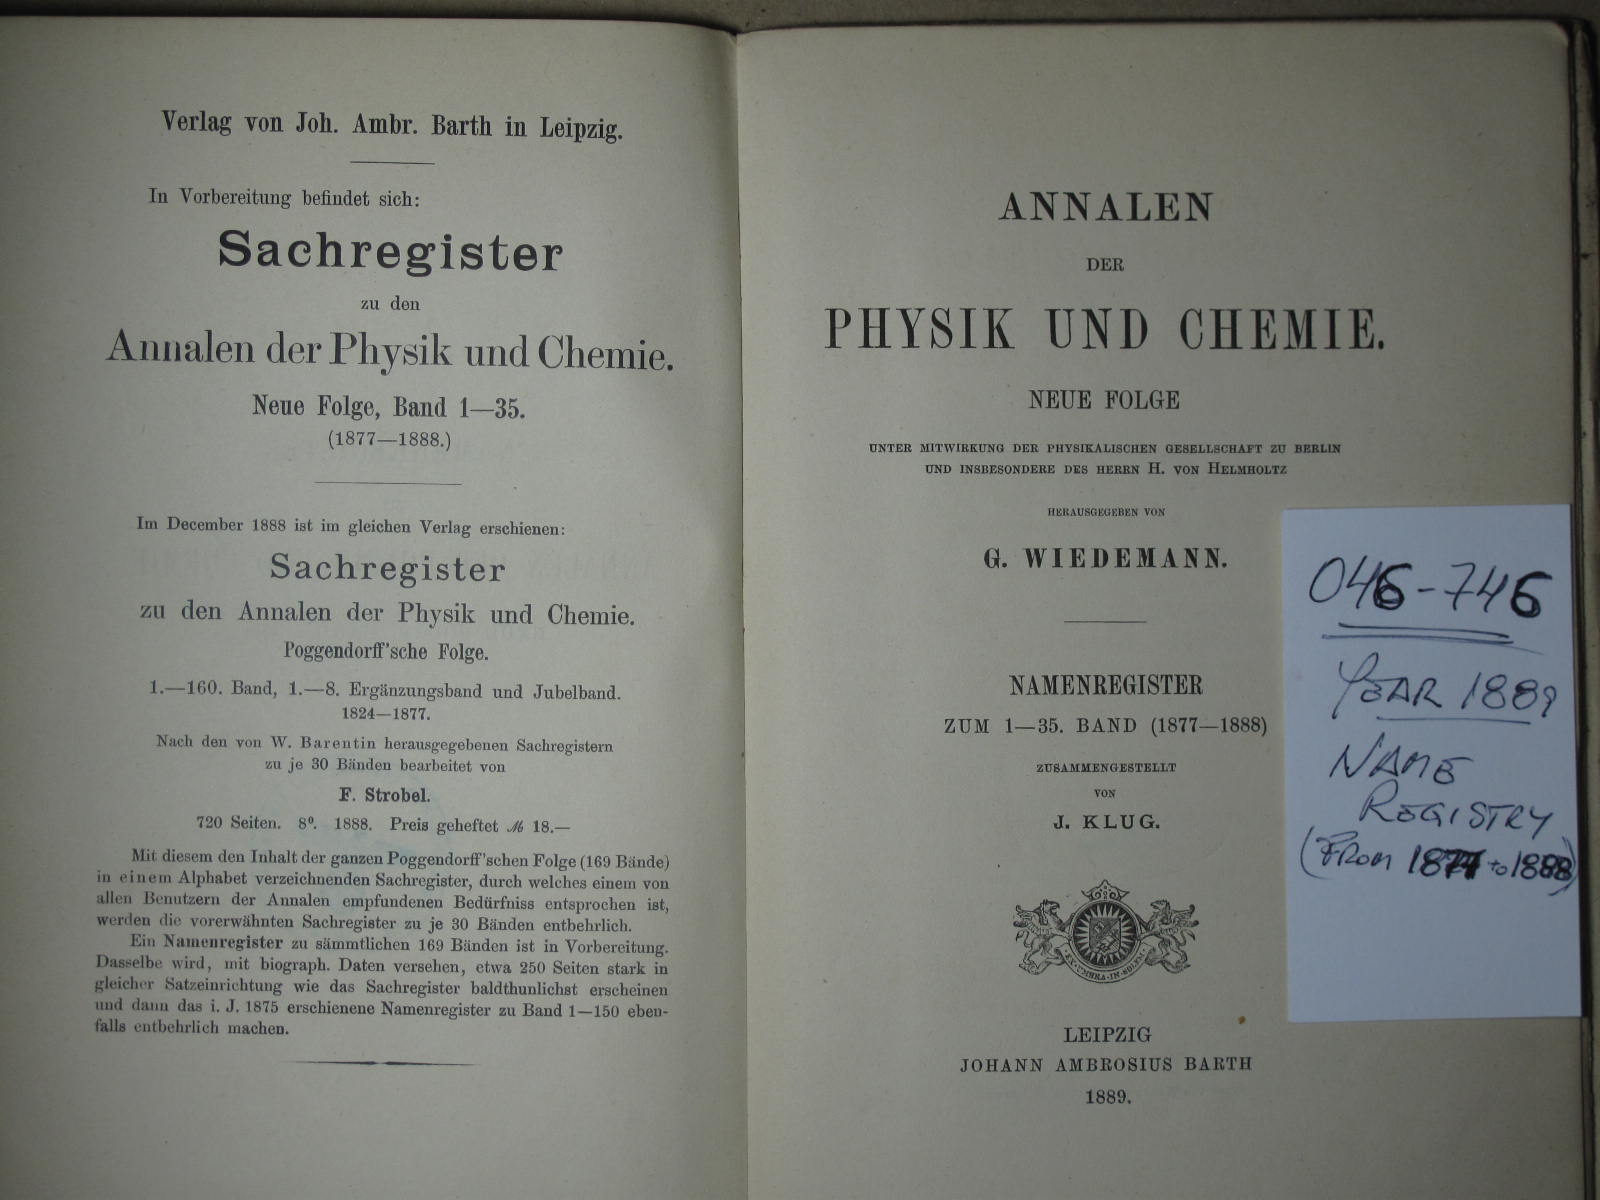 Verlag von Joh. Ambr. Barth in Leipzig.
In Vorbereitung befindet sich:
Sachregister
zu den
Annalen der Physik und Chemie.
Neue Folge, Band 1—35.
(1877—1888.)
Im December 1888 ist im gleichen Verlag erschienen:
Sachregister
zu den Annalen der Physik und Chemie.
Poggendorff'sche Folge.
1.—160. Band, 1.—8. Ergänzungsband und Jubelband.
1824—1877.
Nach den von W. Barentin herausgegebenen Sachregistern
zu je 30 Bänden bearbeitet von
F. Strobel.
720 Seiten. 8⁰. 1888. Preis geheftet ℳ 18.—
Mit diesem den Inhalt der ganzen Poggendorff'schen Folge (169 Bände)
in einem Alphabet verzeichnenden Sachregister, durch welches einem von
allen Benutzern der Annalen empfundenen Bedürfniss entsprochen ist,
werden die vorerwähnten Sachregister zu je 30 Bänden entbehrlich.
Ein Namenregister zu sämmtlichen 169 Bänden ist in Vorbereitung.
Dasselbe wird, mit biograph. Daten versehen, etwa 250 Seiten stark in
gleicher Satzeinrichtung wie das Sachregister baldthunlichst erscheinen
und dann das i. J. 1875 erschienene Namenregister zu Band 1—150 eben-
falls entbehrlich machen.
ANNALEN
DER
PHYSIK UND CHEMIE.
NEUE FOLGE
UNTER MITWIRKUNG DER PHYSIKALISCHEN GESELLSCHAFT ZU BERLIN
UND INSBESONDERE DES HERRN H. VON HELMHOLTZ
HERAUSGEGEBEN VON
G. WIEDEMANN.
NAMENREGISTER
ZUM 1—35. BAND (1877—1888)
ZUSAMMENGESTELLT
VON
J. KLUG.
EX·UMBRA·IN·SOLEM
LEIPZIG
JOHANN AMBROSIUS BARTH
1889.
046-746
YEAR 1889
NAME
REGISTRY
(FROM 1877 to 1888)